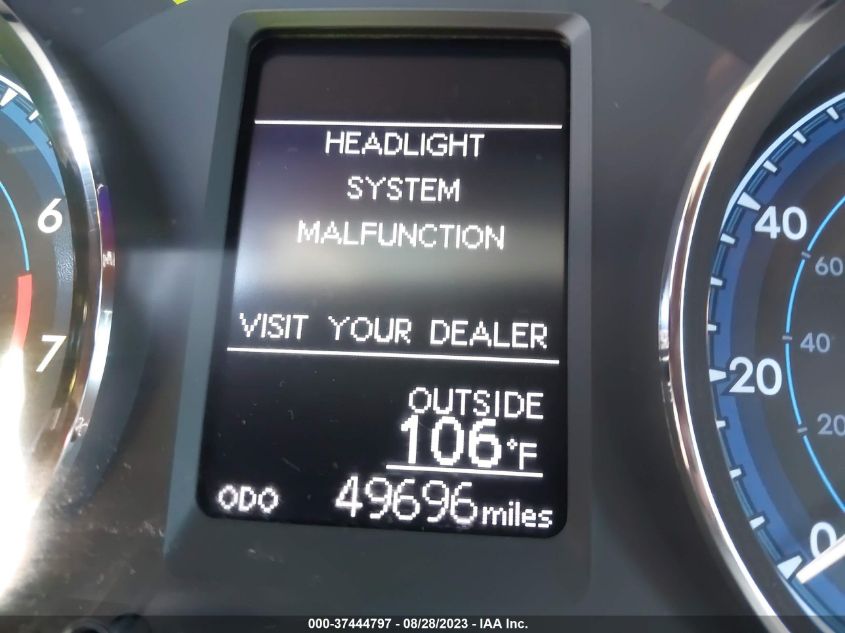 HEADLIGHT
SYSTEM
MALFUNCTION
VISIT YOUR DEALER
OUTSIDE
106°F
ODO 49696 miles
6
7
40
60
40
20
20
0
000-37444797 - 08/28/2023 - IAA Inc.